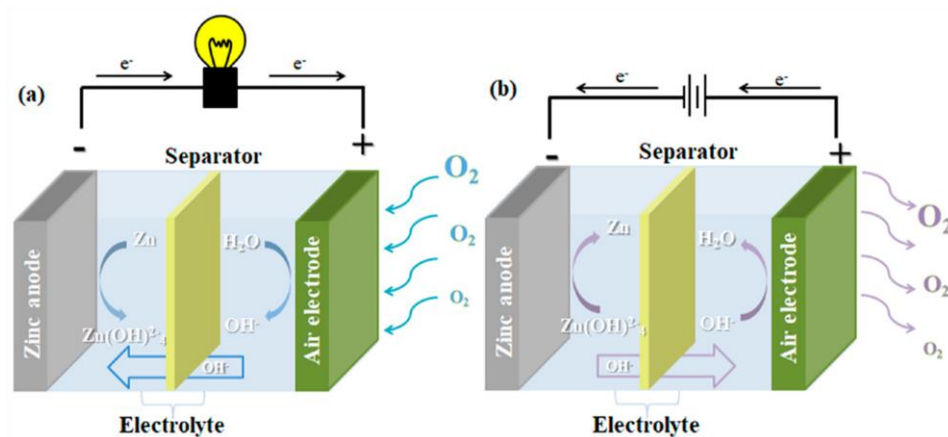 (a)
e⁻
e⁻
-
+
Separator
O₂
O₂
O₂
O₂
Zinc anode
Zn
H₂O
Zn(OH)²⁻₄
OH⁻
OH⁻
Air electrode
Electrolyte
(b)
e⁻
e⁻
-
+
Separator
O₂
O₂
O₂
Zinc anode
Zn
H₂O
Zn(OH)²⁻₄
OH⁻
OH⁻
Air electrode
Electrolyte